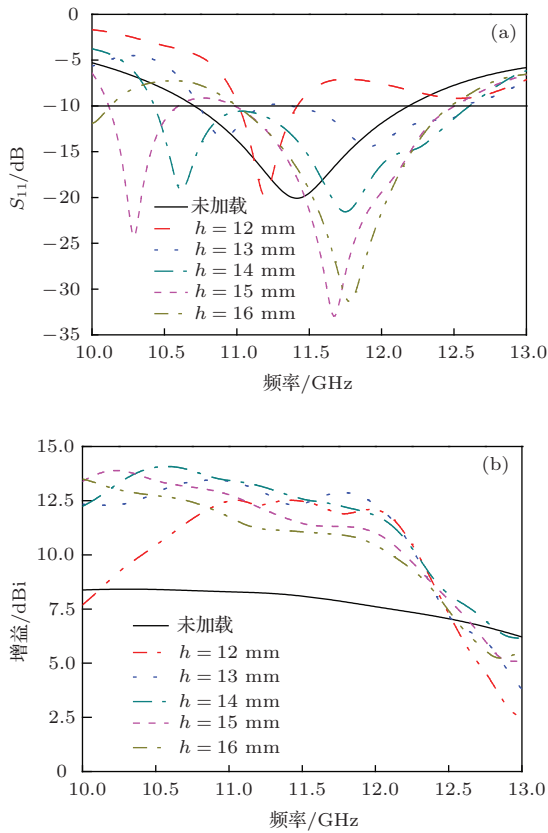 0
(a)
−5
−10
−15
−20
−25
−30
−35
S11/dB
未加载
h = 12 mm
h = 13 mm
h = 14 mm
h = 15 mm
h = 16 mm
10.0 10.5 11.0 11.5 12.0 12.5 13.0
频率/GHz
15.0
(b)
12.5
10.0
7.5
5.0
2.5
0
增益/dBi
未加载
h = 12 mm
h = 13 mm
h = 14 mm
h = 15 mm
h = 16 mm
10.0 10.5 11.0 11.5 12.0 12.5 13.0
频率/GHz